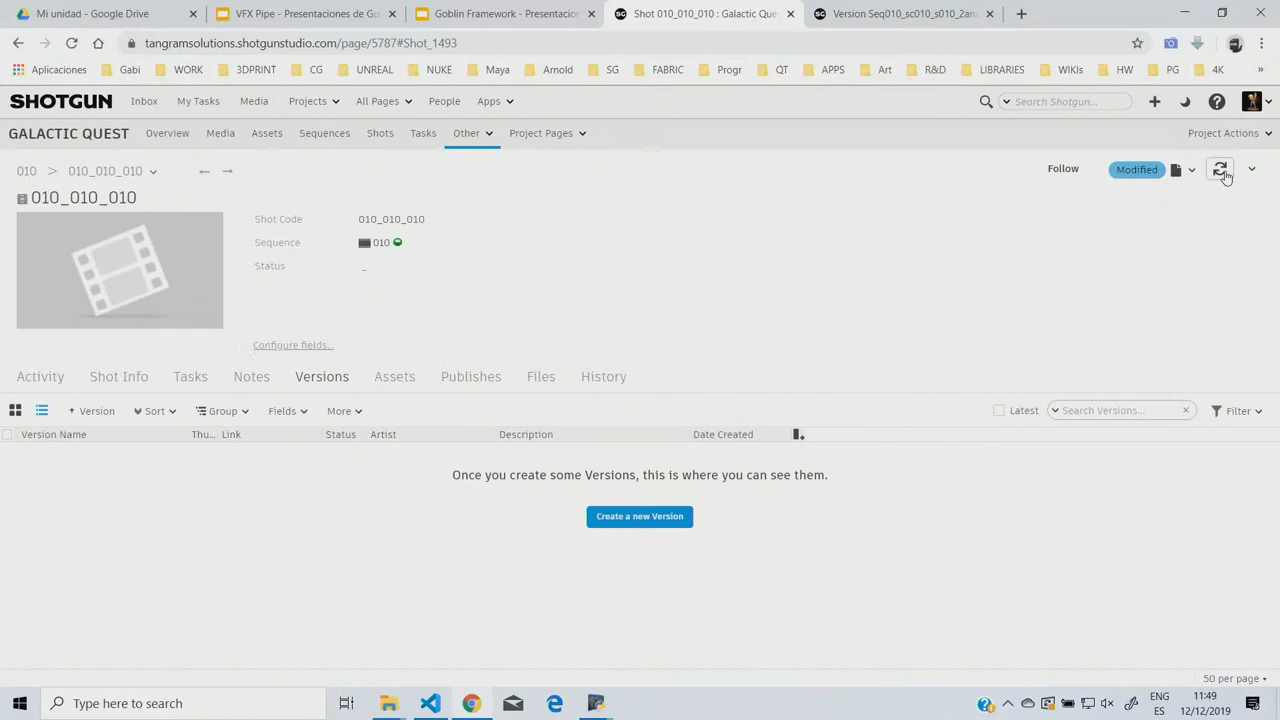 Mi unidad - Google Drive
VFX Pipe - Presentaciones de Go
Goblin Framework - Presentacion
Shot 010_010_010 : Galactic Que
Version Seq010_sc010_s010_2an
tangramsolutions.shotgunstudio.com/page/5787#Shot_1493
Aplicaciones Gabi WORK 3DPRINT CG UNREAL NUKE Maya Arnold SG FABRIC Progr QT APPS Art R&D LIBRARIES WIKIs HW PG 4K »
SHOTGUN Inbox My Tasks Media Projects All Pages People Apps Search Shotgun...
GALACTIC QUEST Overview Media Assets Sequences Shots Tasks Other Project Pages Project Actions
010 > 010_010_010 ← →
Follow Modified
010_010_010
Shot Code 010_010_010
Sequence 010
Status -
Configure fields...
Activity Shot Info Tasks Notes Versions Assets Publishes Files History
+ Version Sort Group Fields More Latest Search Versions... Filter
Version Name Thu... Link Status Artist Description Date Created
Once you create some Versions, this is where you can see them.
Create a new Version
50 per page
Type here to search
ENG 11:49
ES 12/12/2019